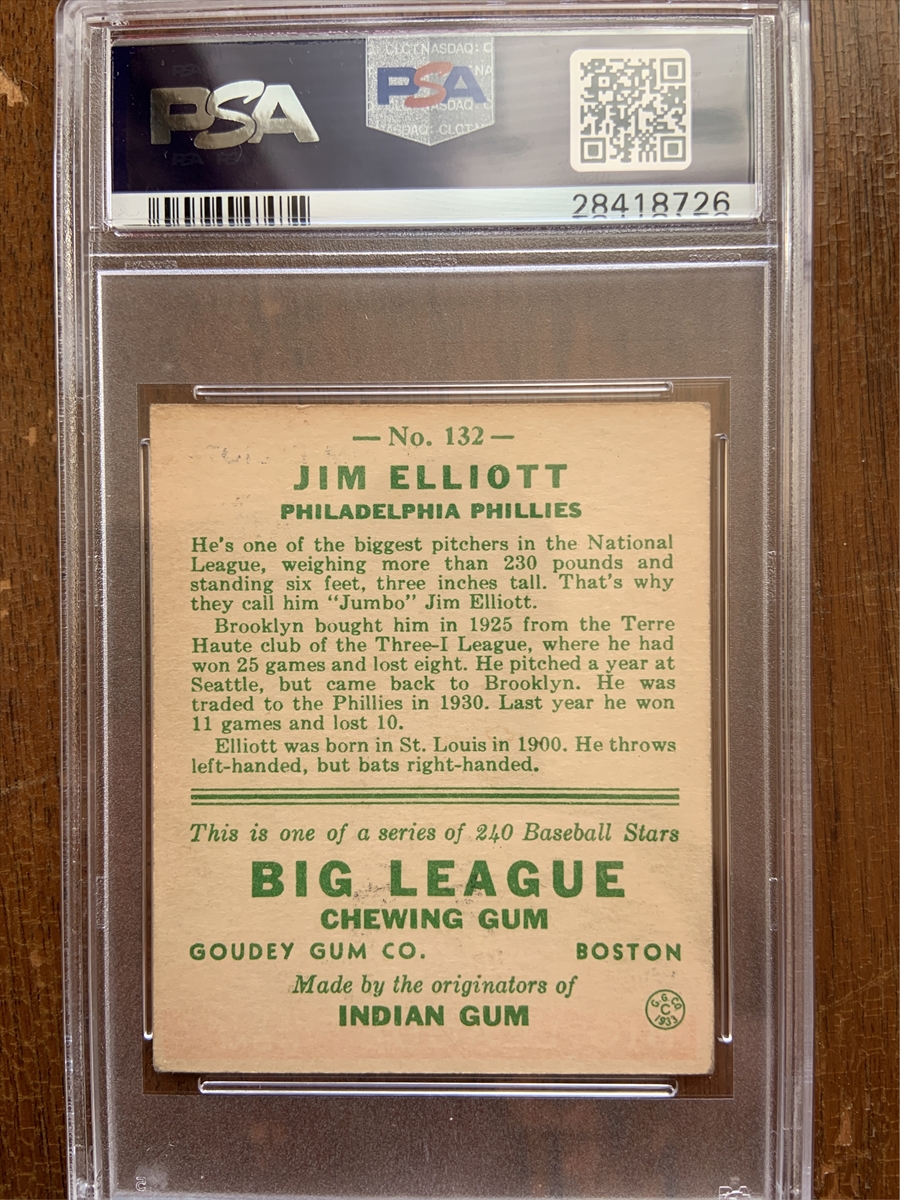 CLCTNASDAQ: C
PSA
PSA
NASDAQ:
CLCT
NASDAQ: CLCT
28418726
— No. 132 —
JIM ELLIOTT
PHILADELPHIA PHILLIES
He's one of the biggest pitchers in the National
League, weighing more than 230 pounds and
standing six feet, three inches tall. That's why
they call him "Jumbo" Jim Elliott.
Brooklyn bought him in 1925 from the Terre
Haute club of the Three-I League, where he had
won 25 games and lost eight. He pitched a year at
Seattle, but came back to Brooklyn. He was
traded to the Phillies in 1930. Last year he won
11 games and lost 10.
Elliott was born in St. Louis in 1900. He throws
left-handed, but bats right-handed.
This is one of a series of 240 Baseball Stars
BIG LEAGUE
CHEWING GUM
GOUDEY GUM CO. BOSTON
Made by the originators of
INDIAN GUM
G.G.CO.
C
1933